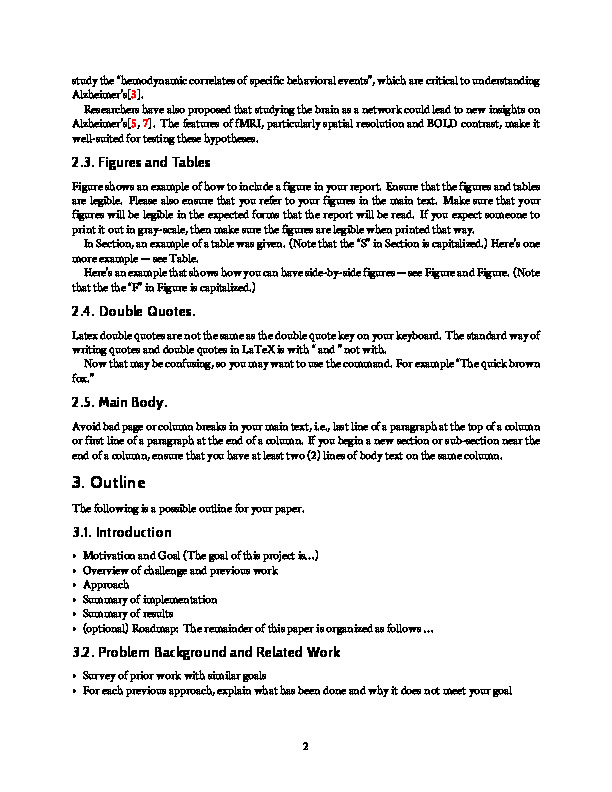 study the “hemodynamic correlates of specific behavioral events”, which are critical to understanding
Alzheimer's[3].
Researchers have also proposed that studying the brain as a network could lead to new insights on
Alzheimer's[5, 7]. The features of fMRI, particularly spatial resolution and BOLD contrast, make it
well-suited for testing these hypotheses.
2.3. Figures and Tables
Figure shows an example of how to include a figure in your report. Ensure that the figures and tables
are legible. Please also ensure that you refer to your figures in the main text. Make sure that your
figures will be legible in the expected forms that the report will be read. If you expect someone to
print it out in gray-scale, then make sure the figures are legible when printed that way.
In Section, an example of a table was given. (Note that the “S” in Section is capitalized.) Here's one
more example — see Table.
Here's an example that shows how you can have side-by-side figures — see Figure and Figure. (Note
that the the “F” in Figure is capitalized.)
2.4. Double Quotes.
Latex double quotes are not the same as the double quote key on your keyboard. The standard way of
writing quotes and double quotes in LaTeX is with “ and ” not with.
Now that may be confusing, so you may want to use the command. For example “The quick brown
fox.”
2.5. Main Body.
Avoid bad page or column breaks in your main text, i.e., last line of a paragraph at the top of a column
or first line of a paragraph at the end of a column. If you begin a new section or sub-section near the
end of a column, ensure that you have at least two (2) lines of body text on the same column.
3. Outline
The following is a possible outline for your paper.
3.1. Introduction
• Motivation and Goal (The goal of this project is...)
• Overview of challenge and previous work
• Approach
• Summary of implementation
• Summary of results
• (optional) Roadmap: The remainder of this paper is organized as follows ...
3.2. Problem Background and Related Work
• Survey of prior work with similar goals
• For each previous approach, explain what has been done and why it does not meet your goal
2